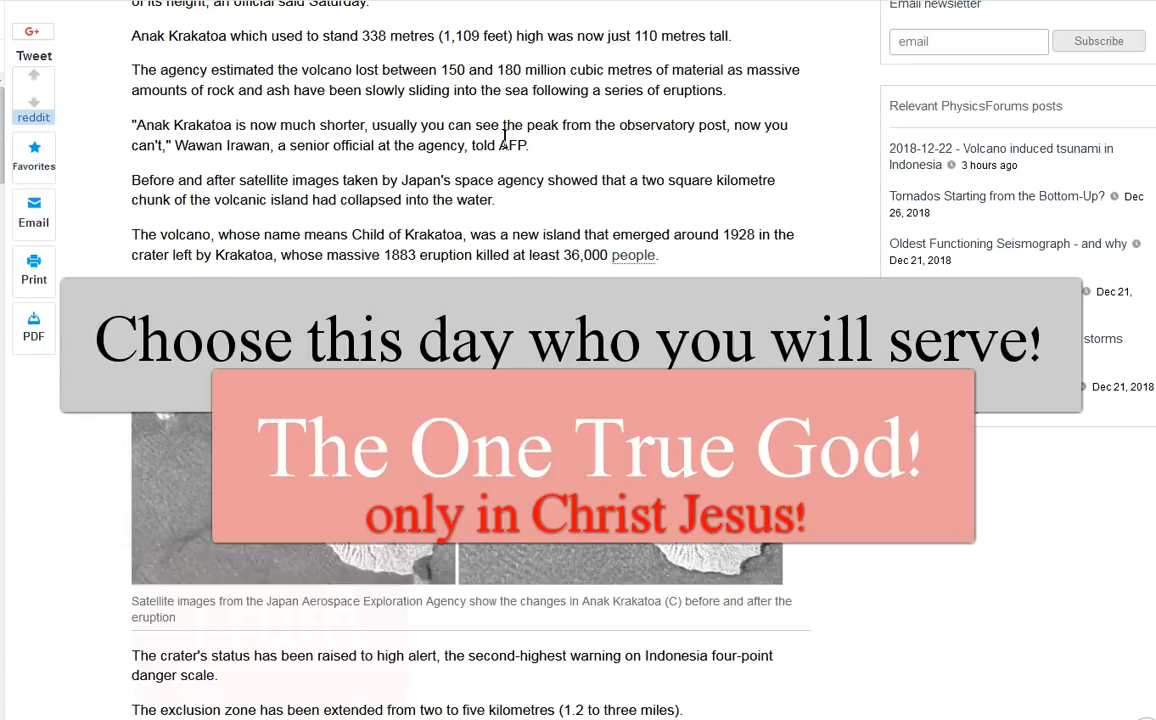 of its height, an official said Saturday.
Anak Krakatoa which used to stand 338 metres (1,109 feet) high was now just 110 metres tall.
The agency estimated the volcano lost between 150 and 180 million cubic metres of material as massive
amounts of rock and ash have been slowly sliding into the sea following a series of eruptions.
"Anak Krakatoa is now much shorter, usually you can see the peak from the observatory post, now you
can't," Wawan Irawan, a senior official at the agency, told AFP.
Before and after satellite images taken by Japan's space agency showed that a two square kilometre
chunk of the volcanic island had collapsed into the water.
The volcano, whose name means Child of Krakatoa, was a new island that emerged around 1928 in the
crater left by Krakatoa, whose massive 1883 eruption killed at least 36,000 people.
Choose this day who you will serve!
The One True God!
only in Christ Jesus!
Satellite images from the Japan Aerospace Exploration Agency show the changes in Anak Krakatoa (C) before and after the
eruption
The crater's status has been raised to high alert, the second-highest warning on Indonesia four-point
danger scale.
The exclusion zone has been extended from two to five kilometres (1.2 to three miles).
G+
Tweet
reddit
Favorites
Email
Print
PDF
Email newsletter
email
Subscribe
Relevant PhysicsForums posts
2018-12-22 - Volcano induced tsunami in
Indonesia 3 hours ago
Tornados Starting from the Bottom-Up? Dec
26, 2018
Oldest Functioning Seismograph - and why
Dec 21, 2018
Dec 21,
storms
Dec 21, 2018